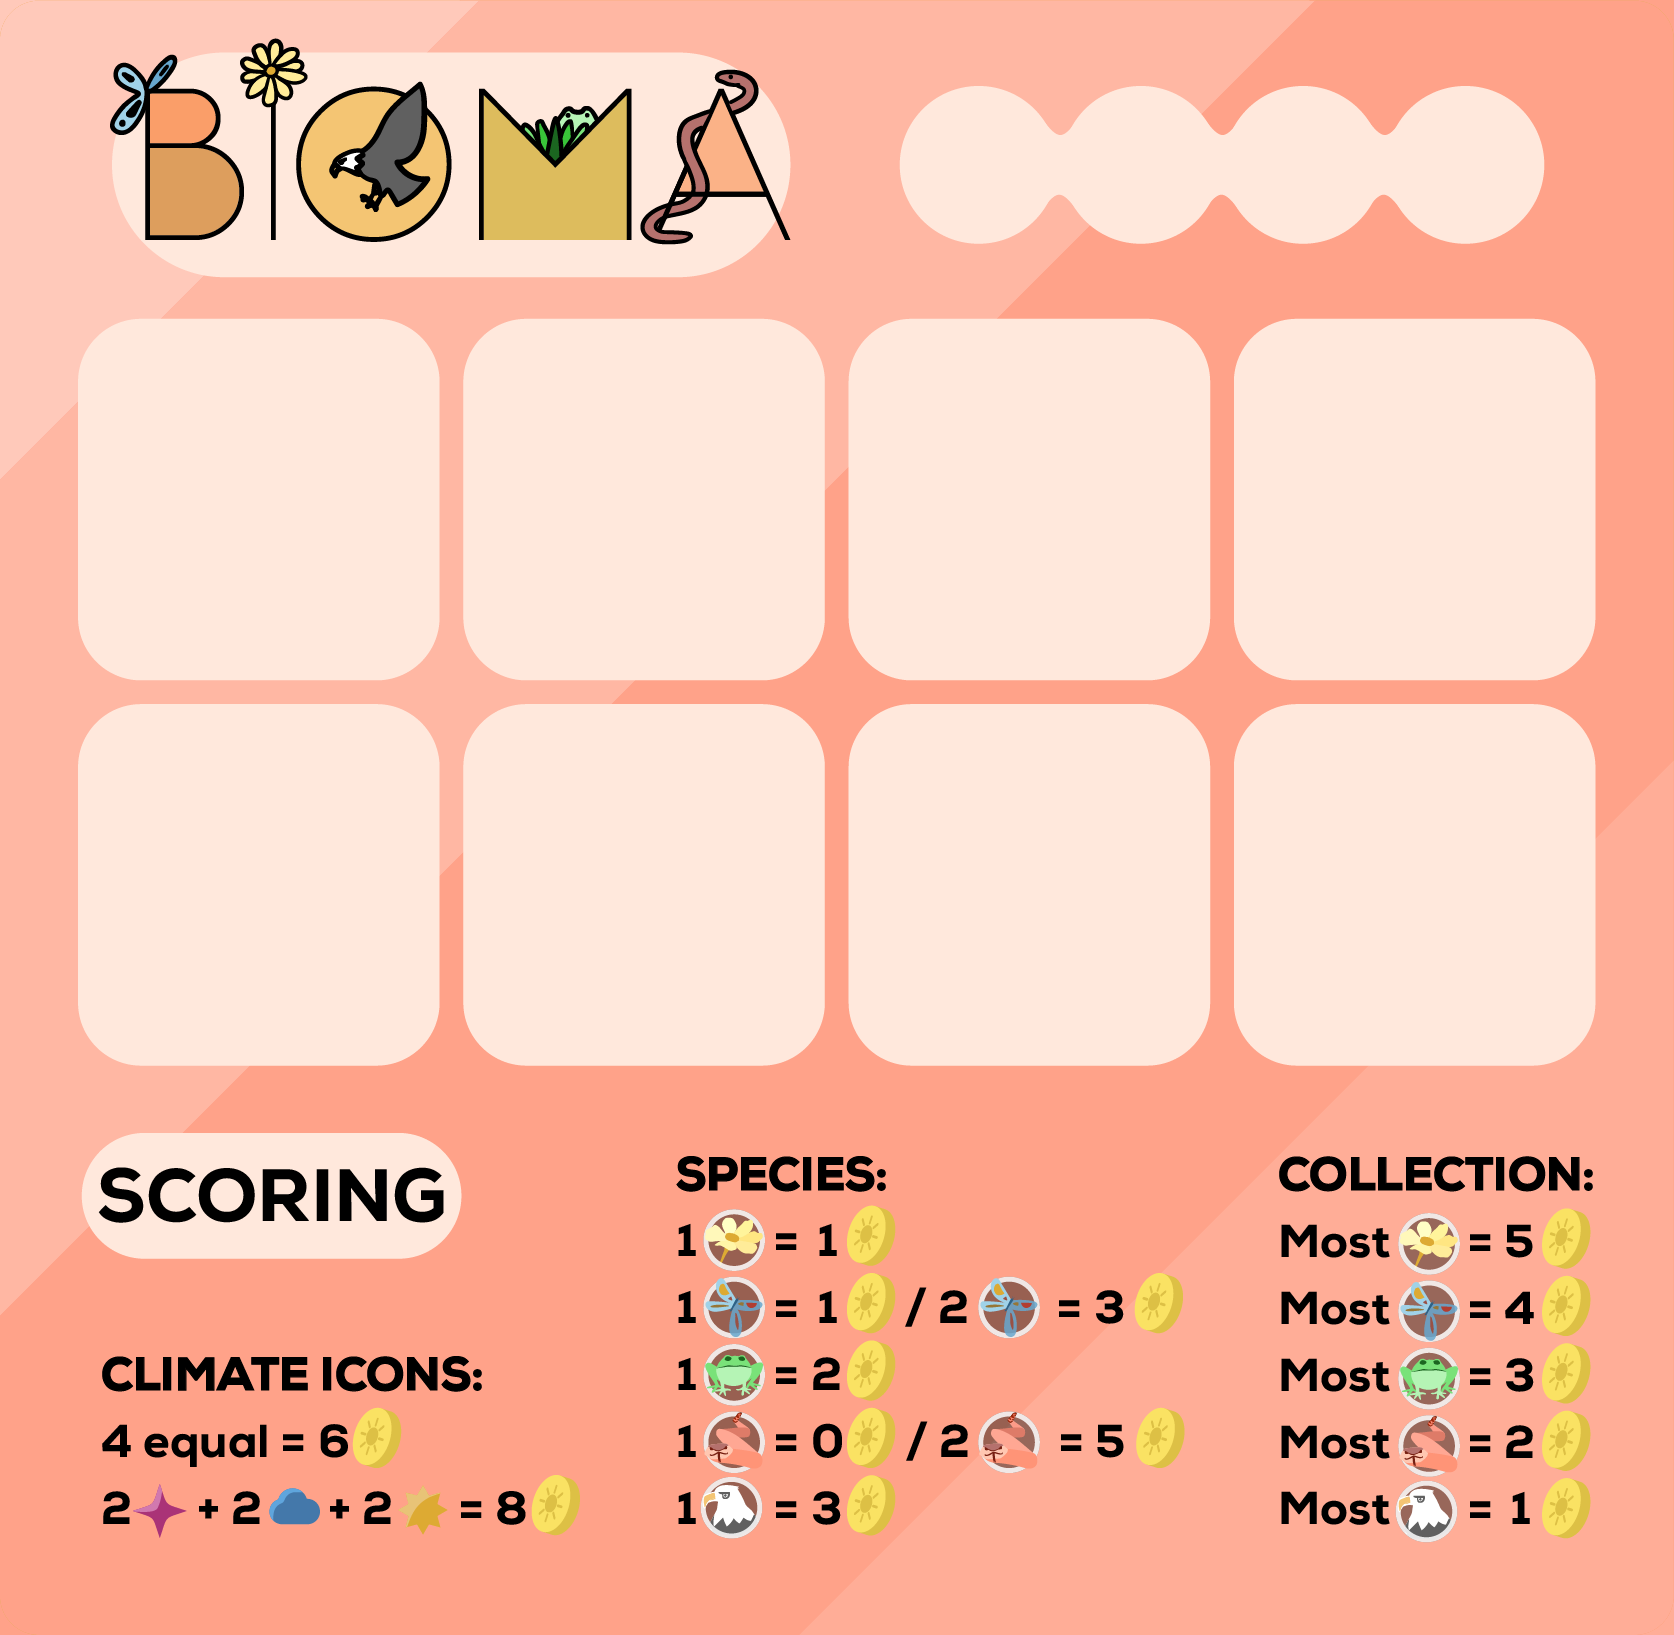 BIOMA
SCORING
CLIMATE ICONS:
4 equal = 6
2 + 2 + 2 = 8
SPECIES:
1 = 1
1 = 1 / 2 = 3
1 = 2
1 = 0 / 2 = 5
1 = 3
COLLECTION:
Most = 5
Most = 4
Most = 3
Most = 2
Most = 1